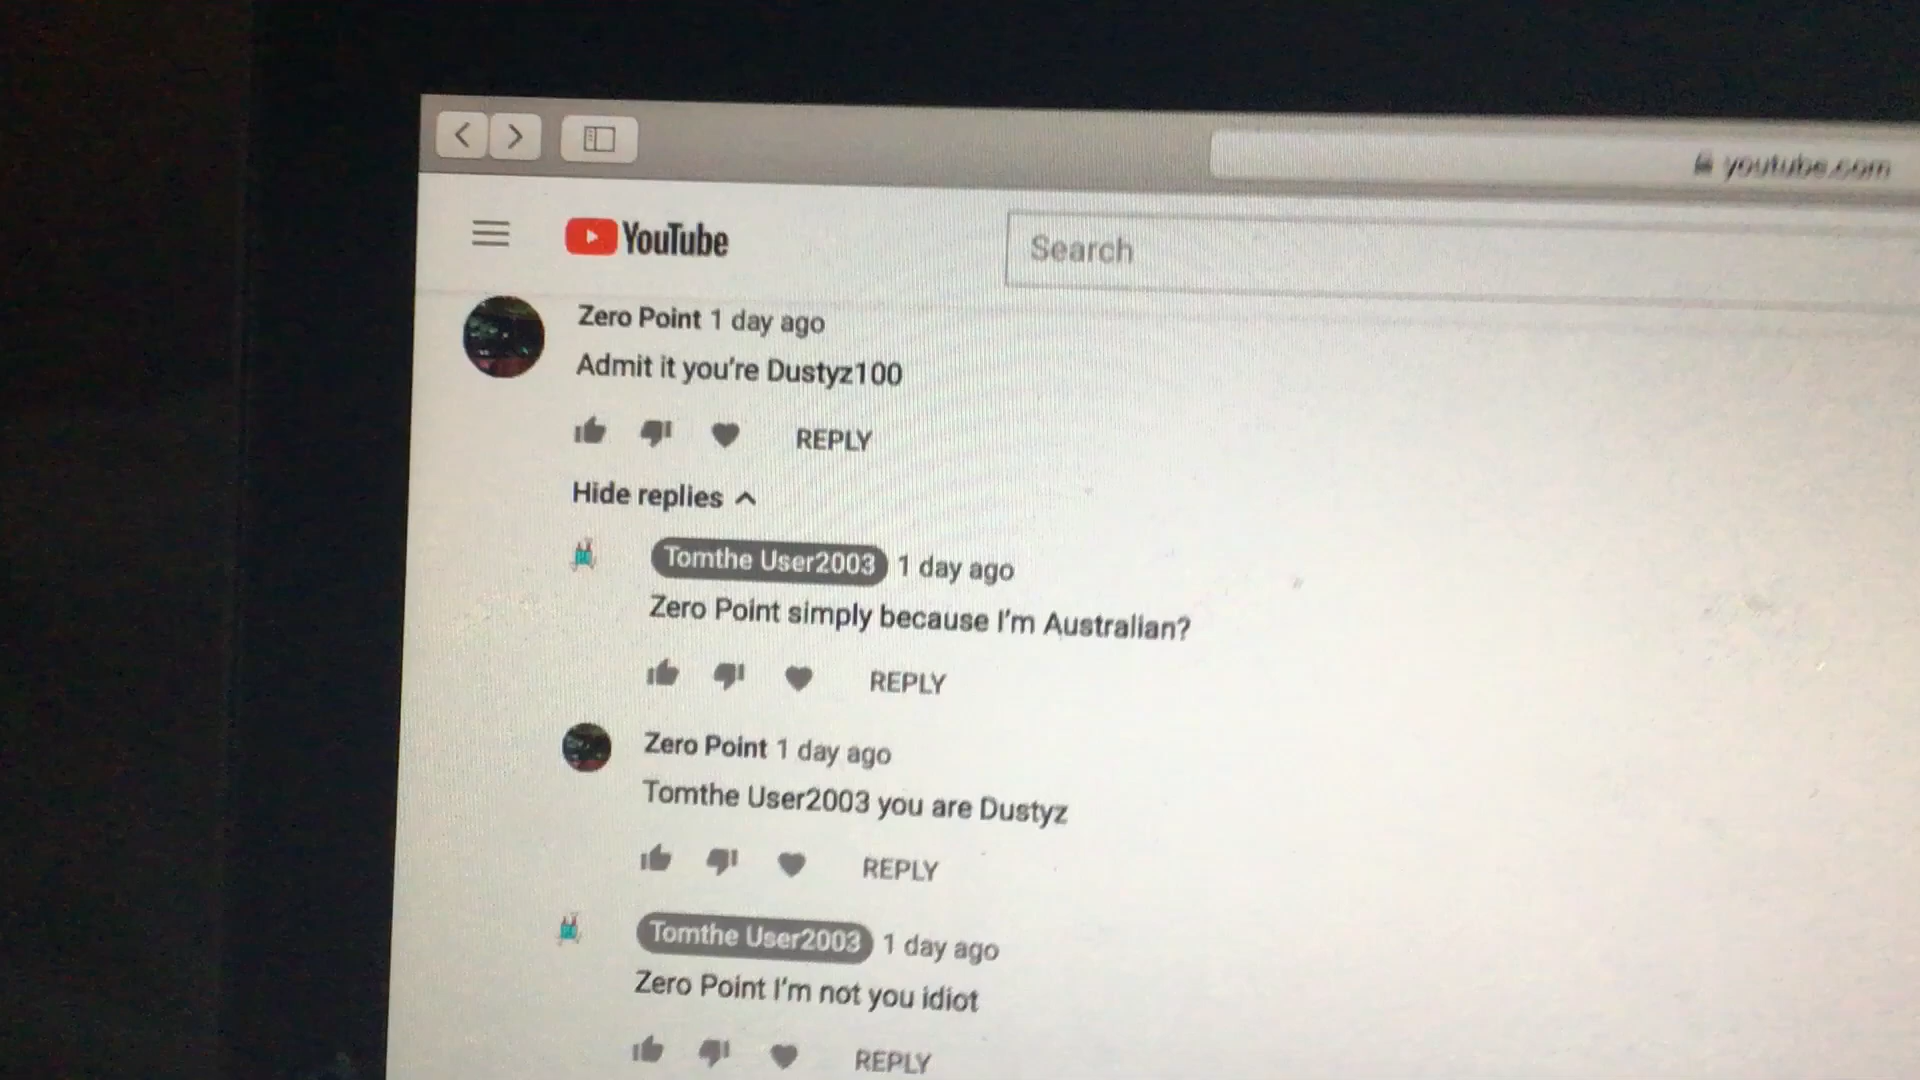 youtube.com
YouTube
Search
Zero Point 1 day ago
Admit it you're Dustyz100
REPLY
Hide replies
Tomthe User2003 1 day ago
Zero Point simply because I'm Australian?
REPLY
Zero Point 1 day ago
Tomthe User2003 you are Dustyz
REPLY
Tomthe User2003 1 day ago
Zero Point I'm not you idiot
REPLY